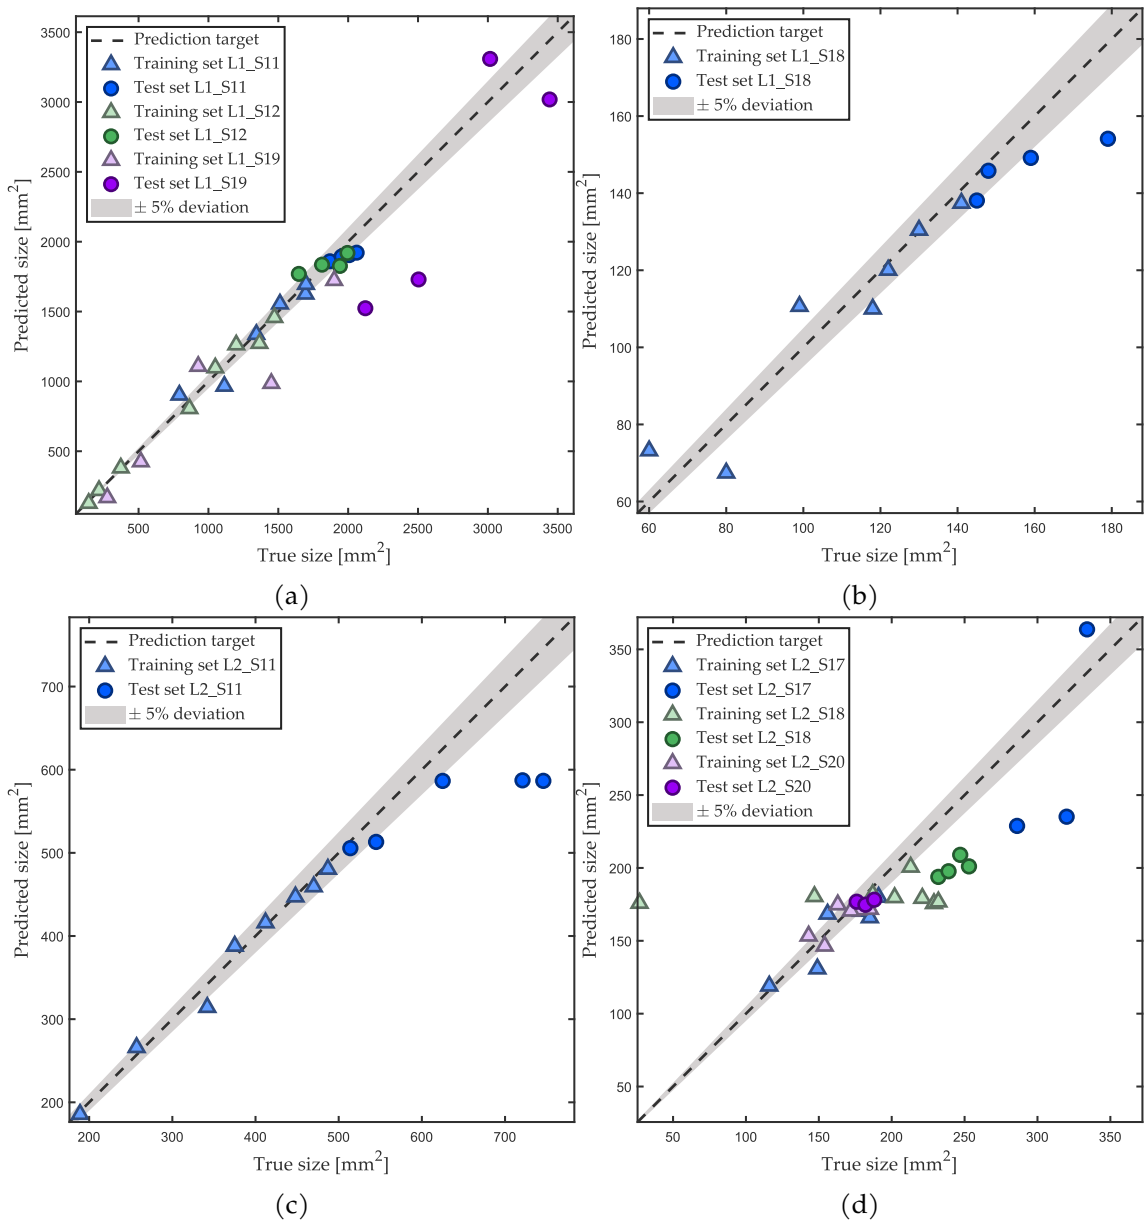 Prediction target
Training set L1_S11
Test set L1_S11
Training set L1_S12
Test set L1_S12
Training set L1_S19
Test set L1_S19
± 5% deviation
3500
3000
2500
2000
1500
1000
500
Predicted size [mm²]
500 1000 1500 2000 2500 3000 3500
True size [mm²]
(a)
Prediction target
Training set L1_S18
Test set L1_S18
± 5% deviation
180
160
140
120
100
80
60
Predicted size [mm²]
60 80 100 120 140 160 180
True size [mm²]
(b)
Prediction target
Training set L2_S11
Test set L2_S11
± 5% deviation
700
600
500
400
300
200
Predicted size [mm²]
200 300 400 500 600 700
True size [mm²]
(c)
Prediction target
Training set L2_S17
Test set L2_S17
Training set L2_S18
Test set L2_S18
Training set L2_S20
Test set L2_S20
± 5% deviation
350
300
250
200
150
100
50
Predicted size [mm²]
50 100 150 200 250 300 350
True size [mm²]
(d)